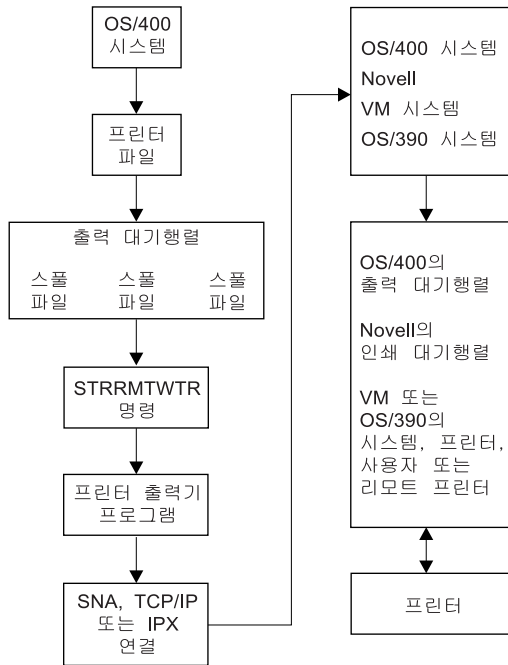 OS/400
시스템
프린터
파일
출력 대기행렬
스풀 스풀 스풀
파일 파일 파일
STRRMTWTR
명령
프린터 출력기
프로그램
SNA, TCP/IP
또는 IPX
연결
OS/400 시스템
Novell
VM 시스템
OS/390 시스템
OS/400의
출력 대기행렬
Novell의
인쇄 대기행렬
VM 또는
OS/390의
시스템, 프린터,
사용자 또는
리모트 프린터
프린터